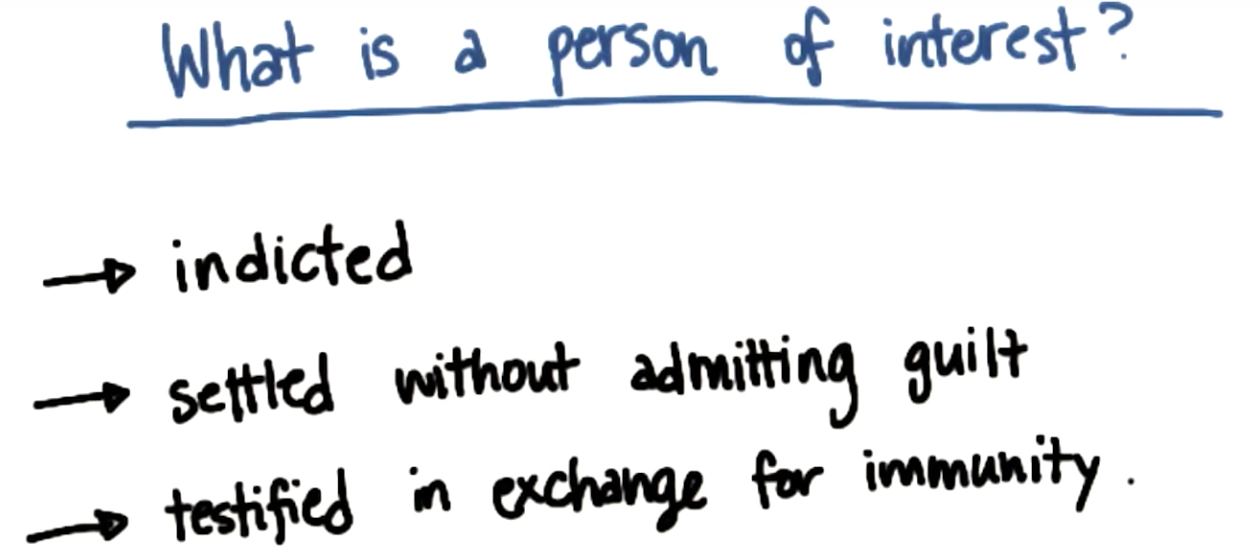 What is a person of interest?
→ indicted
→ settled without admitting guilt
→ testified in exchange for immunity.